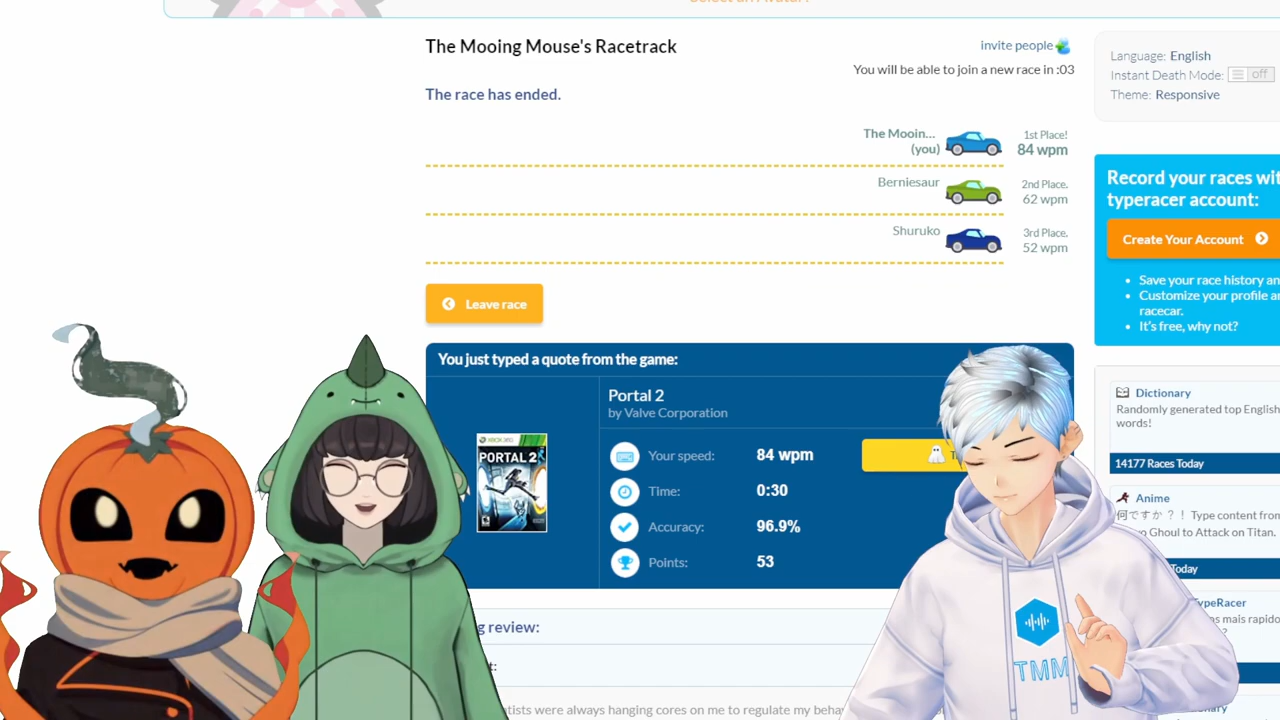 The Mooing Mouse's Racetrack
invite people
You will be able to join a new race in :03
The race has ended.
The Mooin...
(you)
1st Place!
84 wpm
Berniesaur
2nd Place.
62 wpm
Shuruko
3rd Place.
52 wpm
Leave race
You just typed a quote from the game:
XBOX 360
PORTAL 2
Portal 2
by Valve Corporation
Your speed:
84 wpm
Time:
0:30
Accuracy:
96.9%
Points:
53
review:
were always hanging cores on me to regulate my
TMM
Language: English
Instant Death Mode: off
Theme: Responsive
Record your races
typeracer account:
Create Your Account
• Save your race history
• Customize your profile
racecar.
• It's free, why not?
Dictionary
Randomly generated top English
words!
14177 Races Today
Anime
何ですか？！ Type content from
Ghoul to Attack on Titan.
Today
TypeRacer
mais rapido